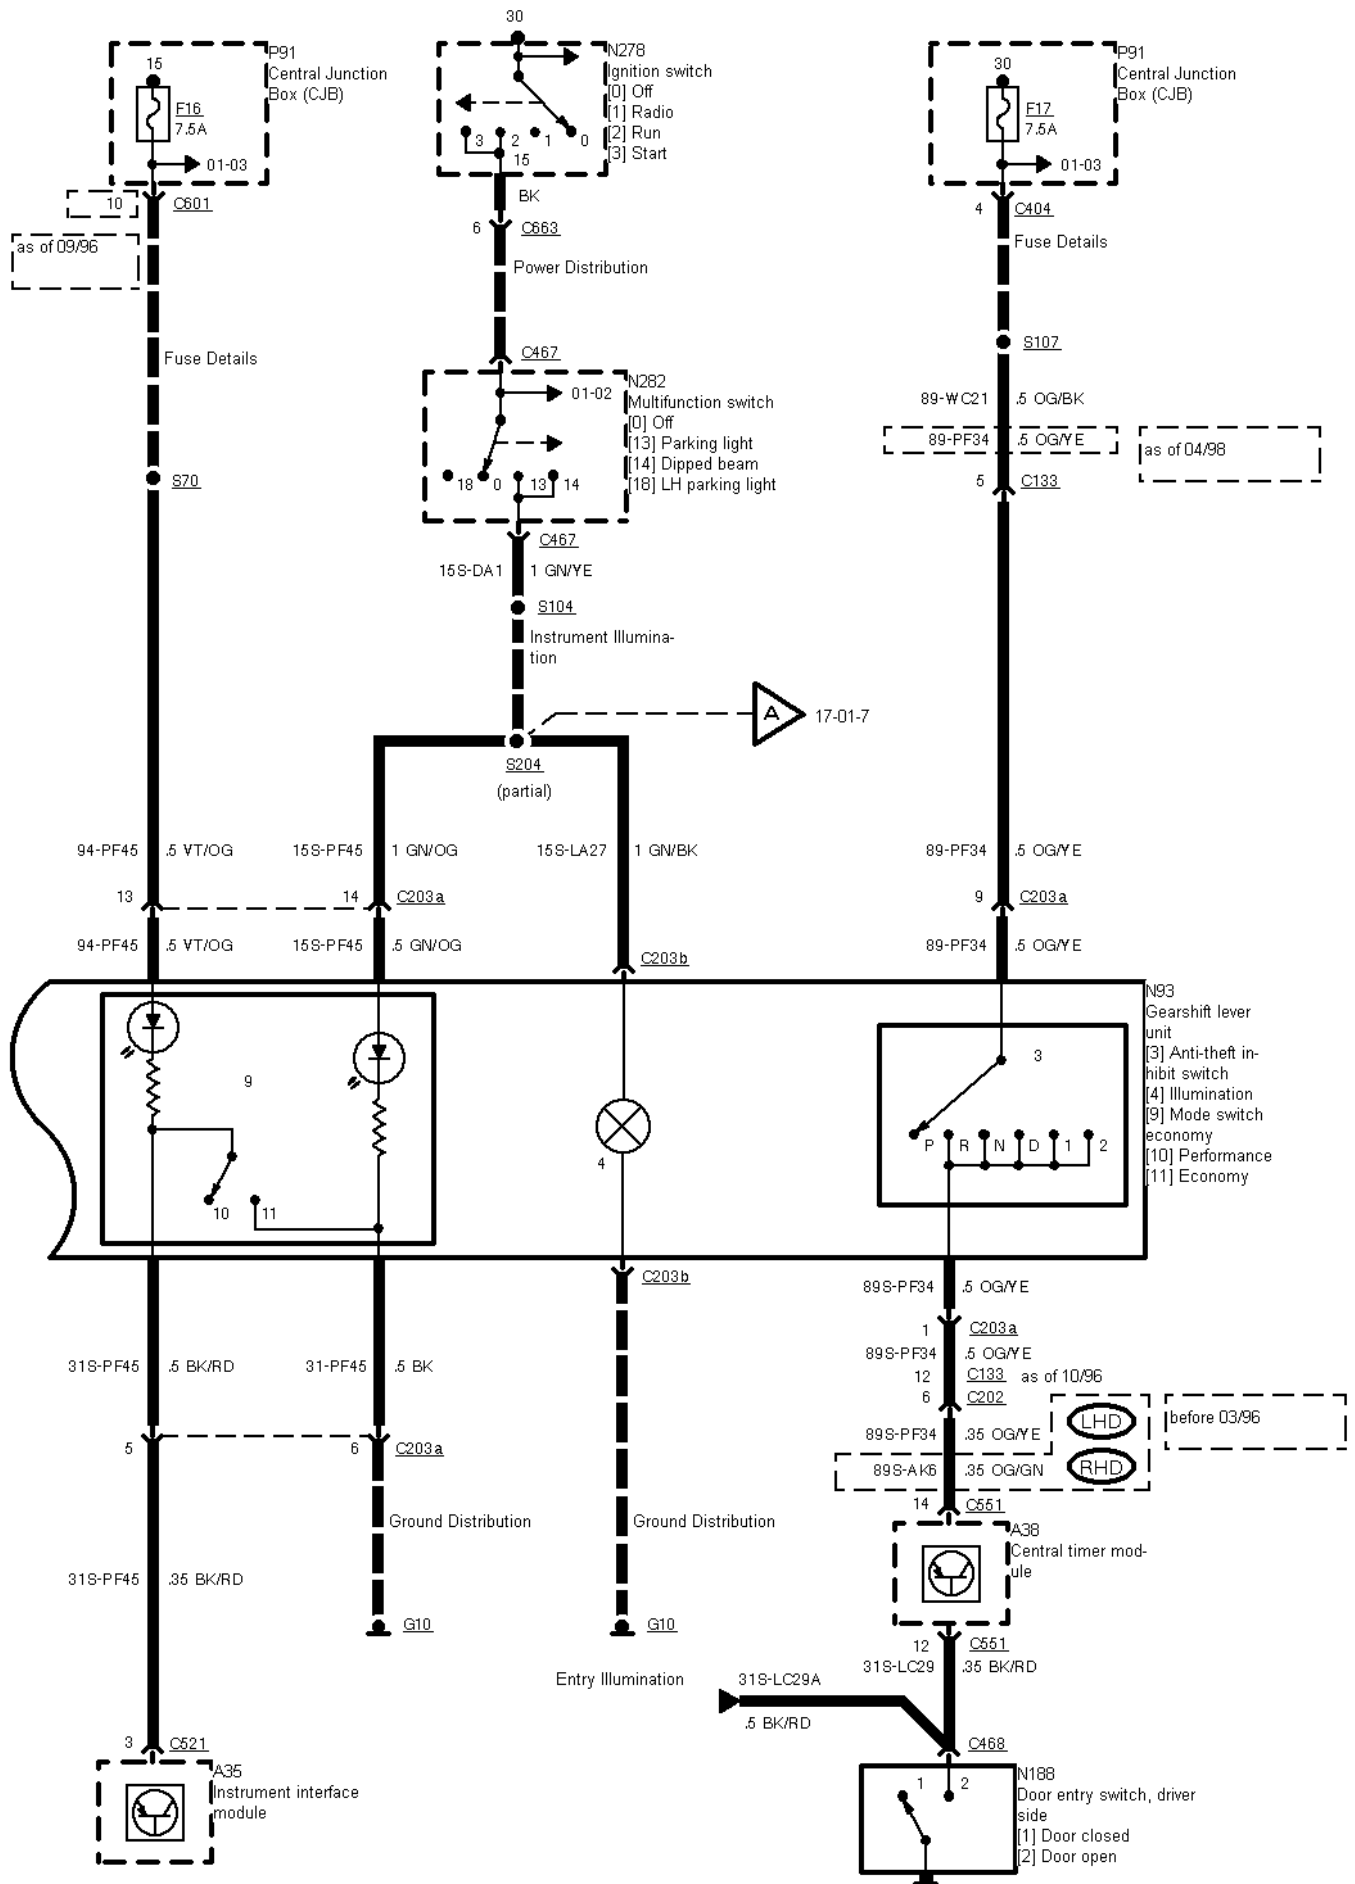 30
P91
Central Junction
Box (CJB)
15
F16
7.5A
01-03
10
C601
as of 09/96
Fuse Details
S70
N278
Ignition switch
[0] Off
[1] Radio
[2] Run
[3] Start
3
2
1
0
15
BK
6
C663
Power Distribution
C467
N282
Multifunction switch
[0] Off
[13] Parking light
[14] Dipped beam
[18] LH parking light
01-02
18
0
13
14
C467
15S-DA1
1 GN/YE
S104
Instrument Illumina-
tion
A
17-01-7
S204
(partial)
P91
Central Junction
Box (CJB)
30
F17
7.5A
01-03
4
C404
Fuse Details
S107
89-WC21
.5 OG/BK
89-PF34
.5 OG/YE
as of 04/98
5
C133
94-PF45
.5 VT/OG
15S-PF45
1 GN/OG
15S-LA27
1 GN/BK
89-PF34
.5 OG/YE
13
14
C203a
9
C203a
94-PF45
.5 VT/OG
15S-PF45
.5 GN/OG
C203b
89-PF34
.5 OG/YE
N93
Gearshift lever
unit
[3] Anti-theft in-
hibit switch
[4] Illumination
[9] Mode switch
economy
[10] Performance
[11] Economy
9
10
11
4
3
P
R
N
D
1
2
C203b
89S-PF34
.5 OG/YE
1
C203a
89S-PF34
.5 OG/YE
12
C133
as of 10/96
6
C202
31S-PF45
.5 BK/RD
31-PF45
.5 BK
LHD
before 03/96
89S-PF34
.35 OG/YE
5
6
C203a
RHD
89S-AK6
.35 OG/GN
14
C551
Ground Distribution
Ground Distribution
A38
Central timer mod-
ule
31S-PF45
.35 BK/RD
G10
G10
12
C551
31S-LC29
.35 BK/RD
Entry Illumination
31S-LC29A
.5 BK/RD
3
C521
C468
A35
Instrument interface
module
1
2
N188
Door entry switch, driver
side
[1] Door closed
[2] Door open